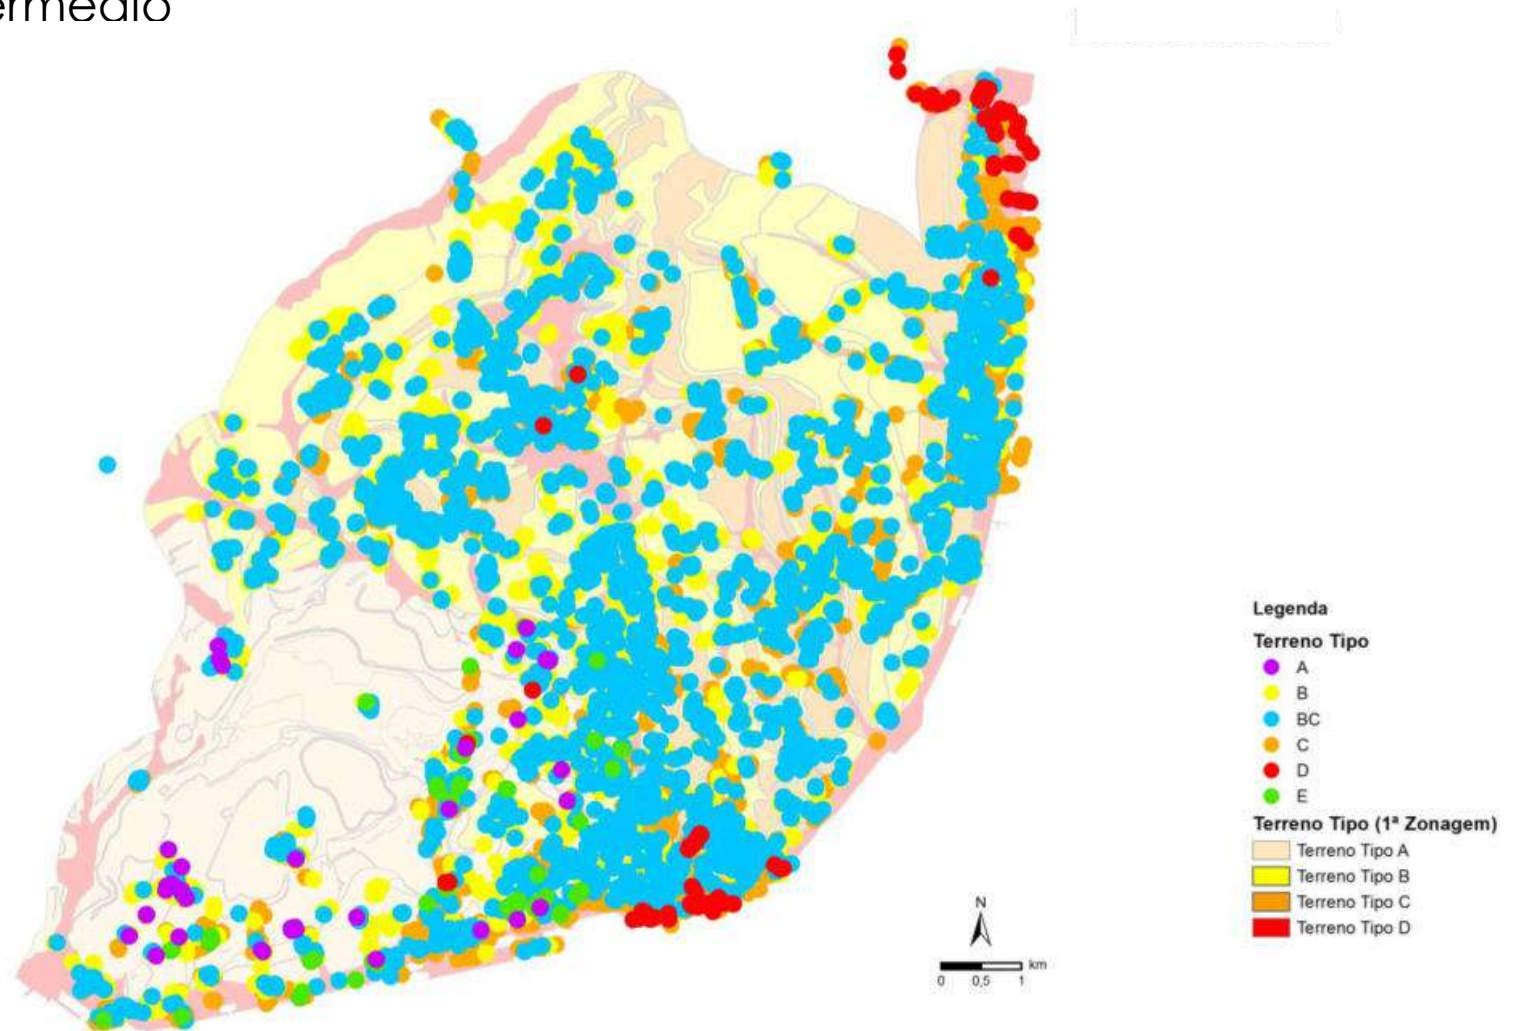 Legenda
Terreno Tipo
A
B
BC
C
D
E
Terreno Tipo (1ª Zonagem)
Terreno Tipo A
Terreno Tipo B
Terreno Tipo C
Terreno Tipo D
N
km
0 0,5 1